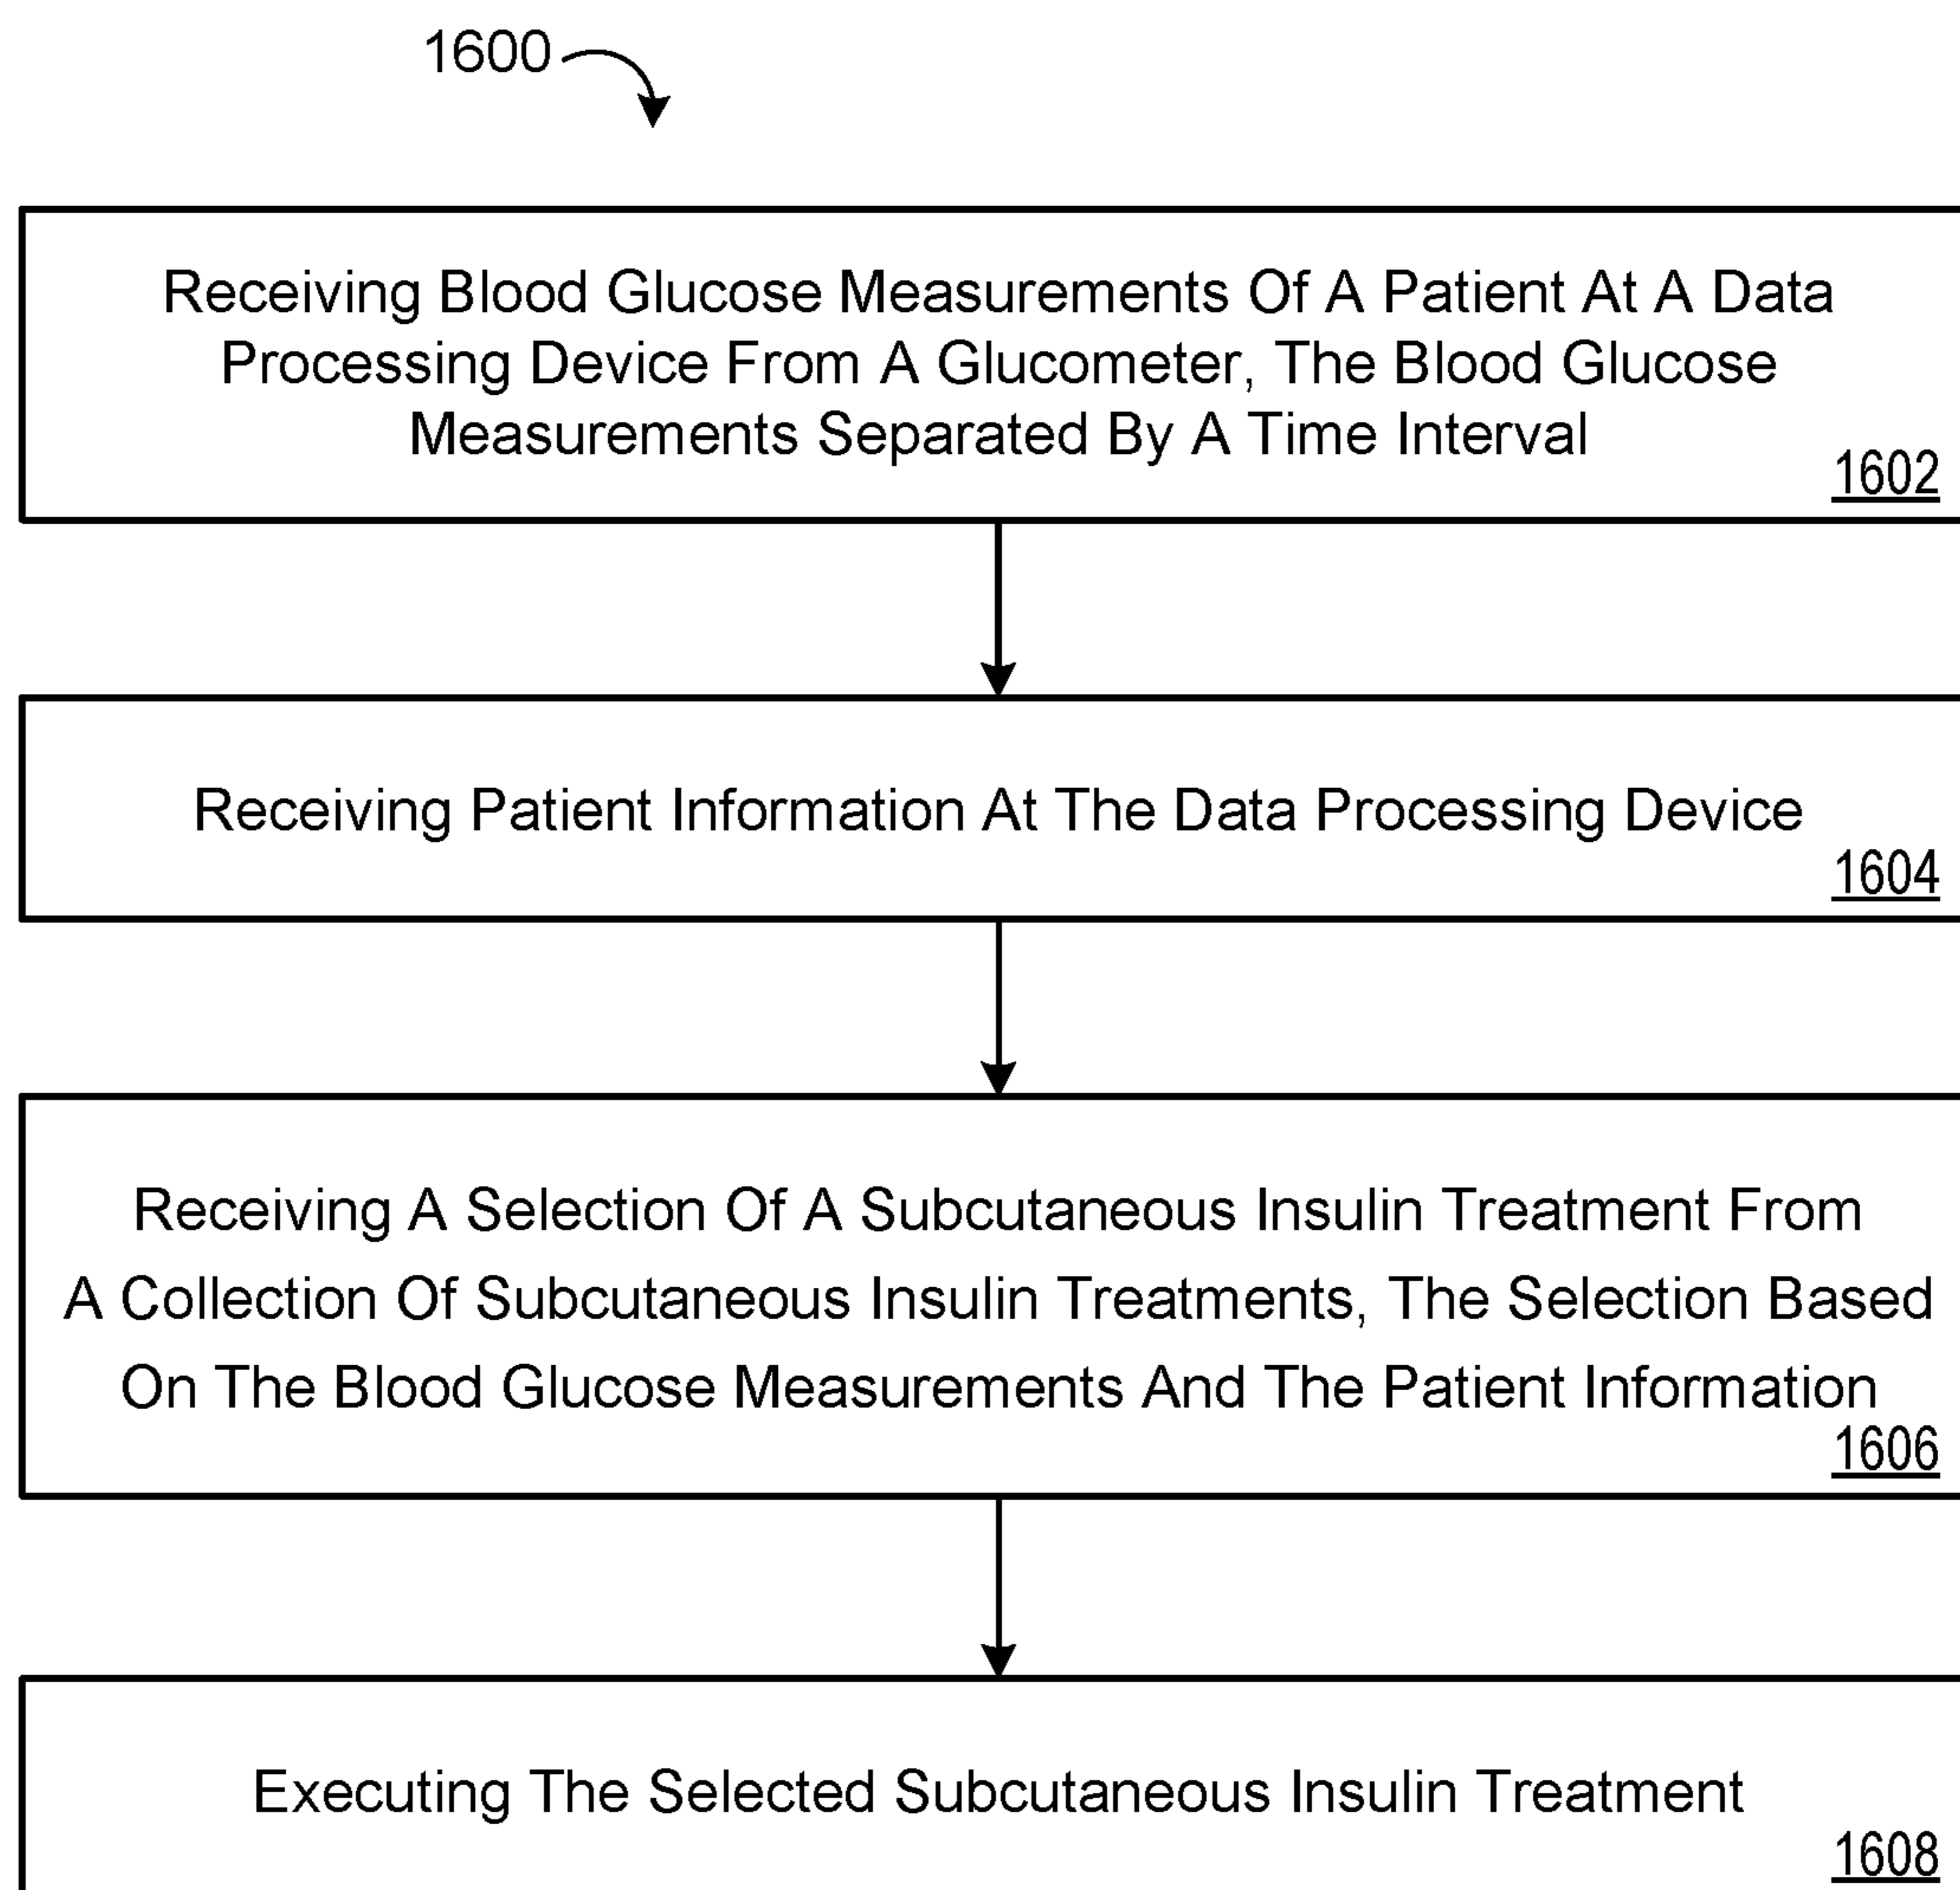 1600
Receiving Blood Glucose Measurements Of A Patient At A Data
Processing Device From A Glucometer, The Blood Glucose
Measurements Separated By A Time Interval
1602
Receiving Patient Information At The Data Processing Device
1604
Receiving A Selection Of A Subcutaneous Insulin Treatment From
A Collection Of Subcutaneous Insulin Treatments, The Selection Based
On The Blood Glucose Measurements And The Patient Information
1606
Executing The Selected Subcutaneous Insulin Treatment
1608